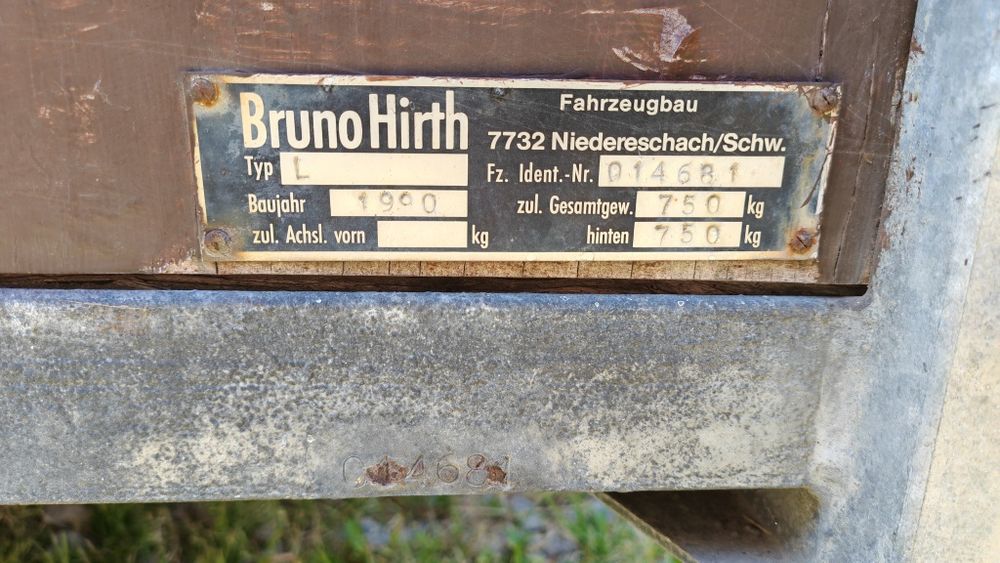 Bruno Hirth Fahrzeugbau
7732 Niedereschach/Schw.
Typ L Fz. Ident.-Nr. 014681
Baujahr 1990 zul. Gesamtgew. 750 kg
zul. Achsl. vorn kg hinten 750 kg
014681